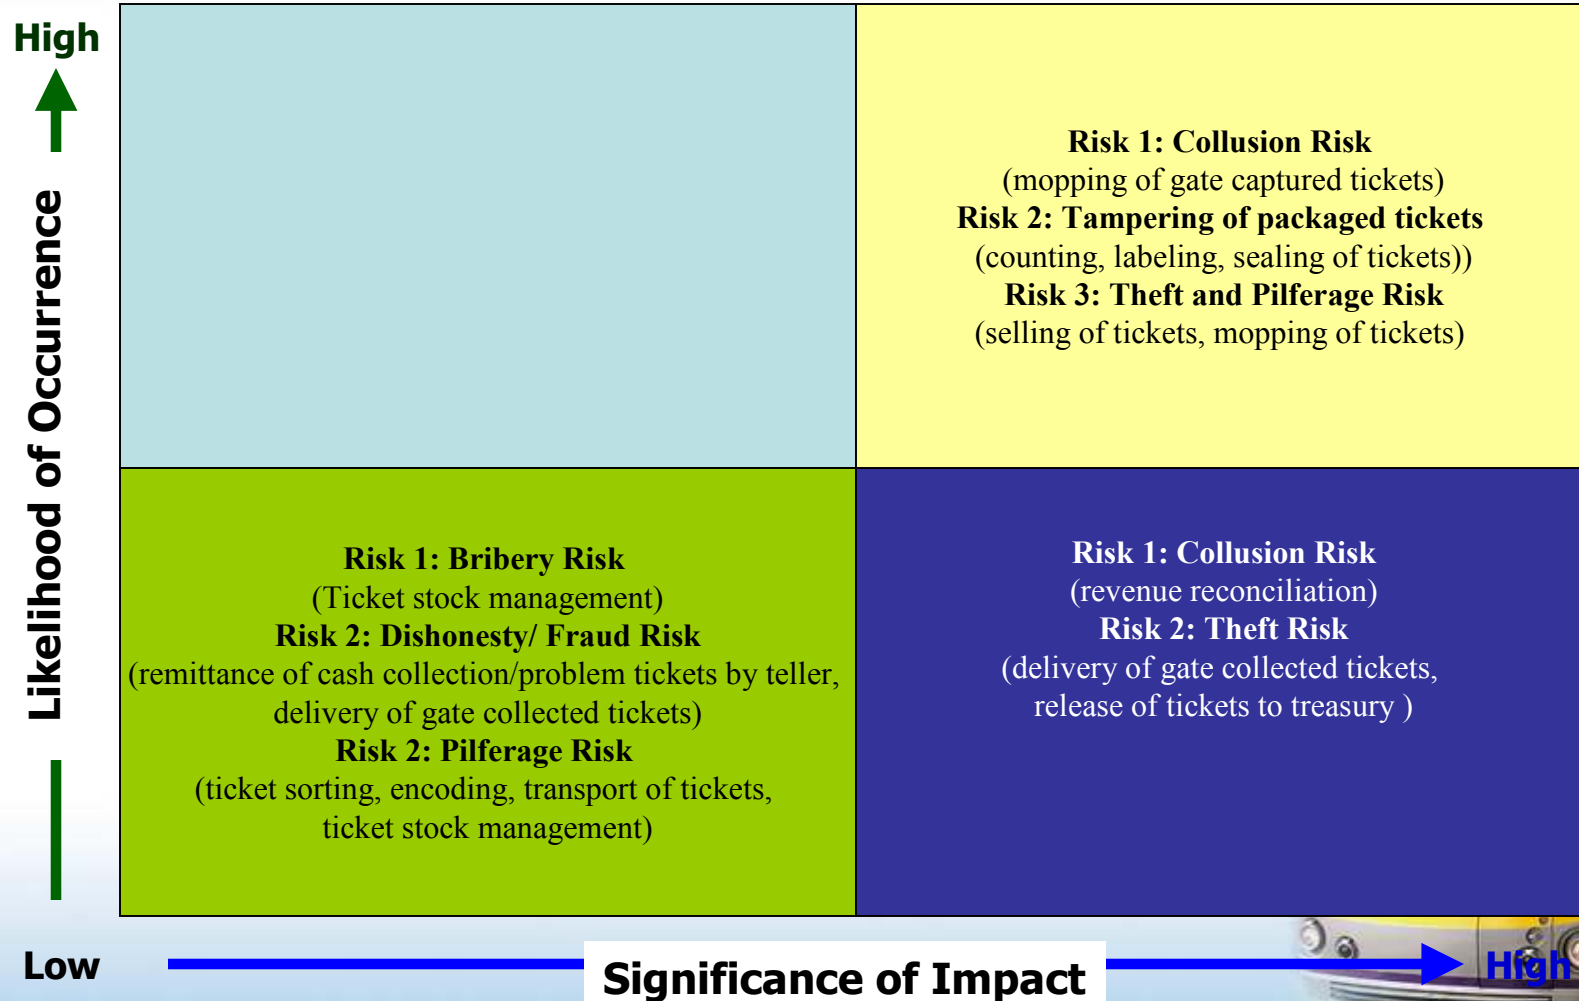 High
Likelihood of Occurrence
Low
Risk 1: Collusion Risk
(mopping of gate captured tickets)
Risk 2: Tampering of packaged tickets
(counting, labeling, sealing of tickets))
Risk 3: Theft and Pilferage Risk
(selling of tickets, mopping of tickets)
Risk 1: Bribery Risk
(Ticket stock management)
Risk 2: Dishonesty/ Fraud Risk
(remittance of cash collection/problem tickets by teller,
delivery of gate collected tickets)
Risk 2: Pilferage Risk
(ticket sorting, encoding, transport of tickets,
ticket stock management)
Risk 1: Collusion Risk
(revenue reconciliation)
Risk 2: Theft Risk
(delivery of gate collected tickets,
release of tickets to treasury )
Significance of Impact
High